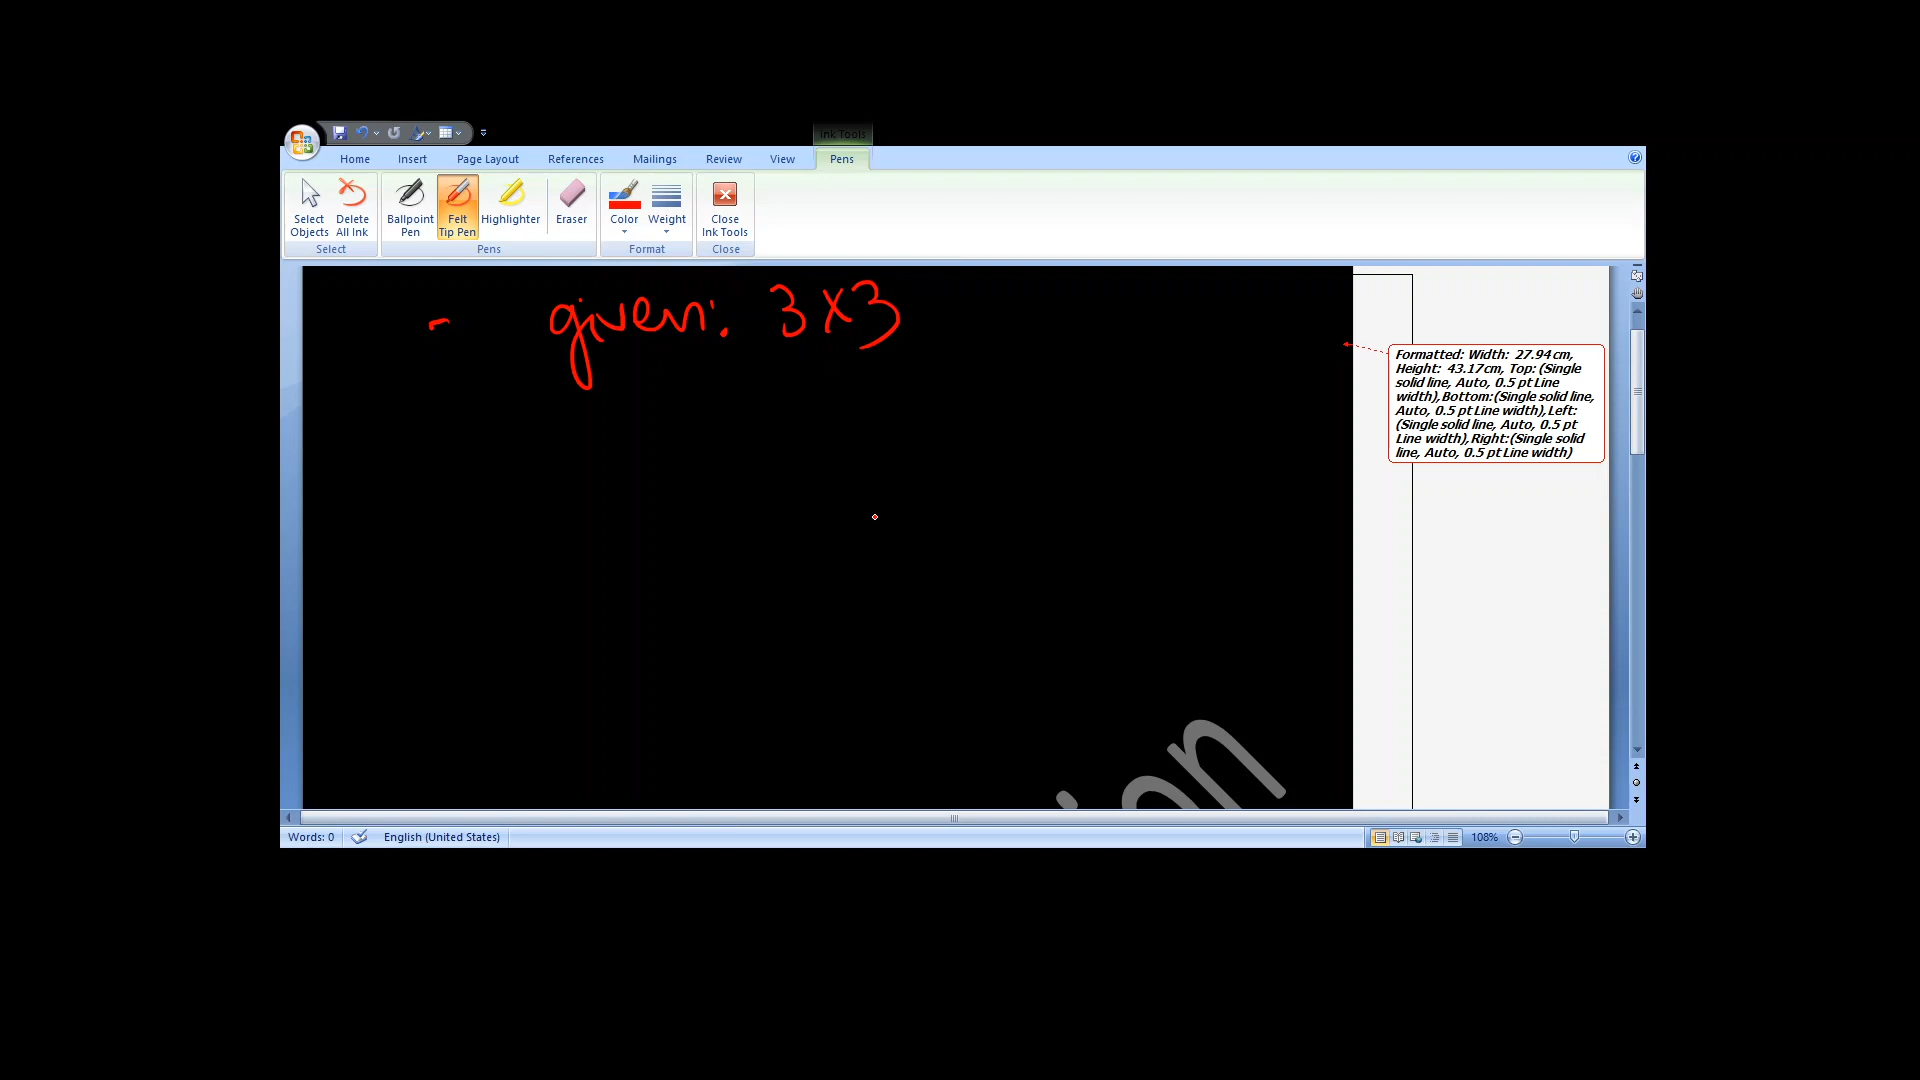 Ink Tools
Home Insert Page Layout References Mailings Review View Pens
Select Objects Delete All Ink Ballpoint Pen Felt Tip Pen Highlighter Eraser Color Weight Close Ink Tools
Select Pens Format Close
- given: 3 x 3
Formatted: Width: 27.94 cm,
Height: 43.17 cm, Top: (Single
solid line, Auto, 0.5 pt Line
width), Bottom: (Single solid line,
Auto, 0.5 pt Line width), Left:
(Single solid line, Auto, 0.5 pt
Line width), Right: (Single solid
line, Auto, 0.5 pt Line width)
Words: 0 English (United States) 108%